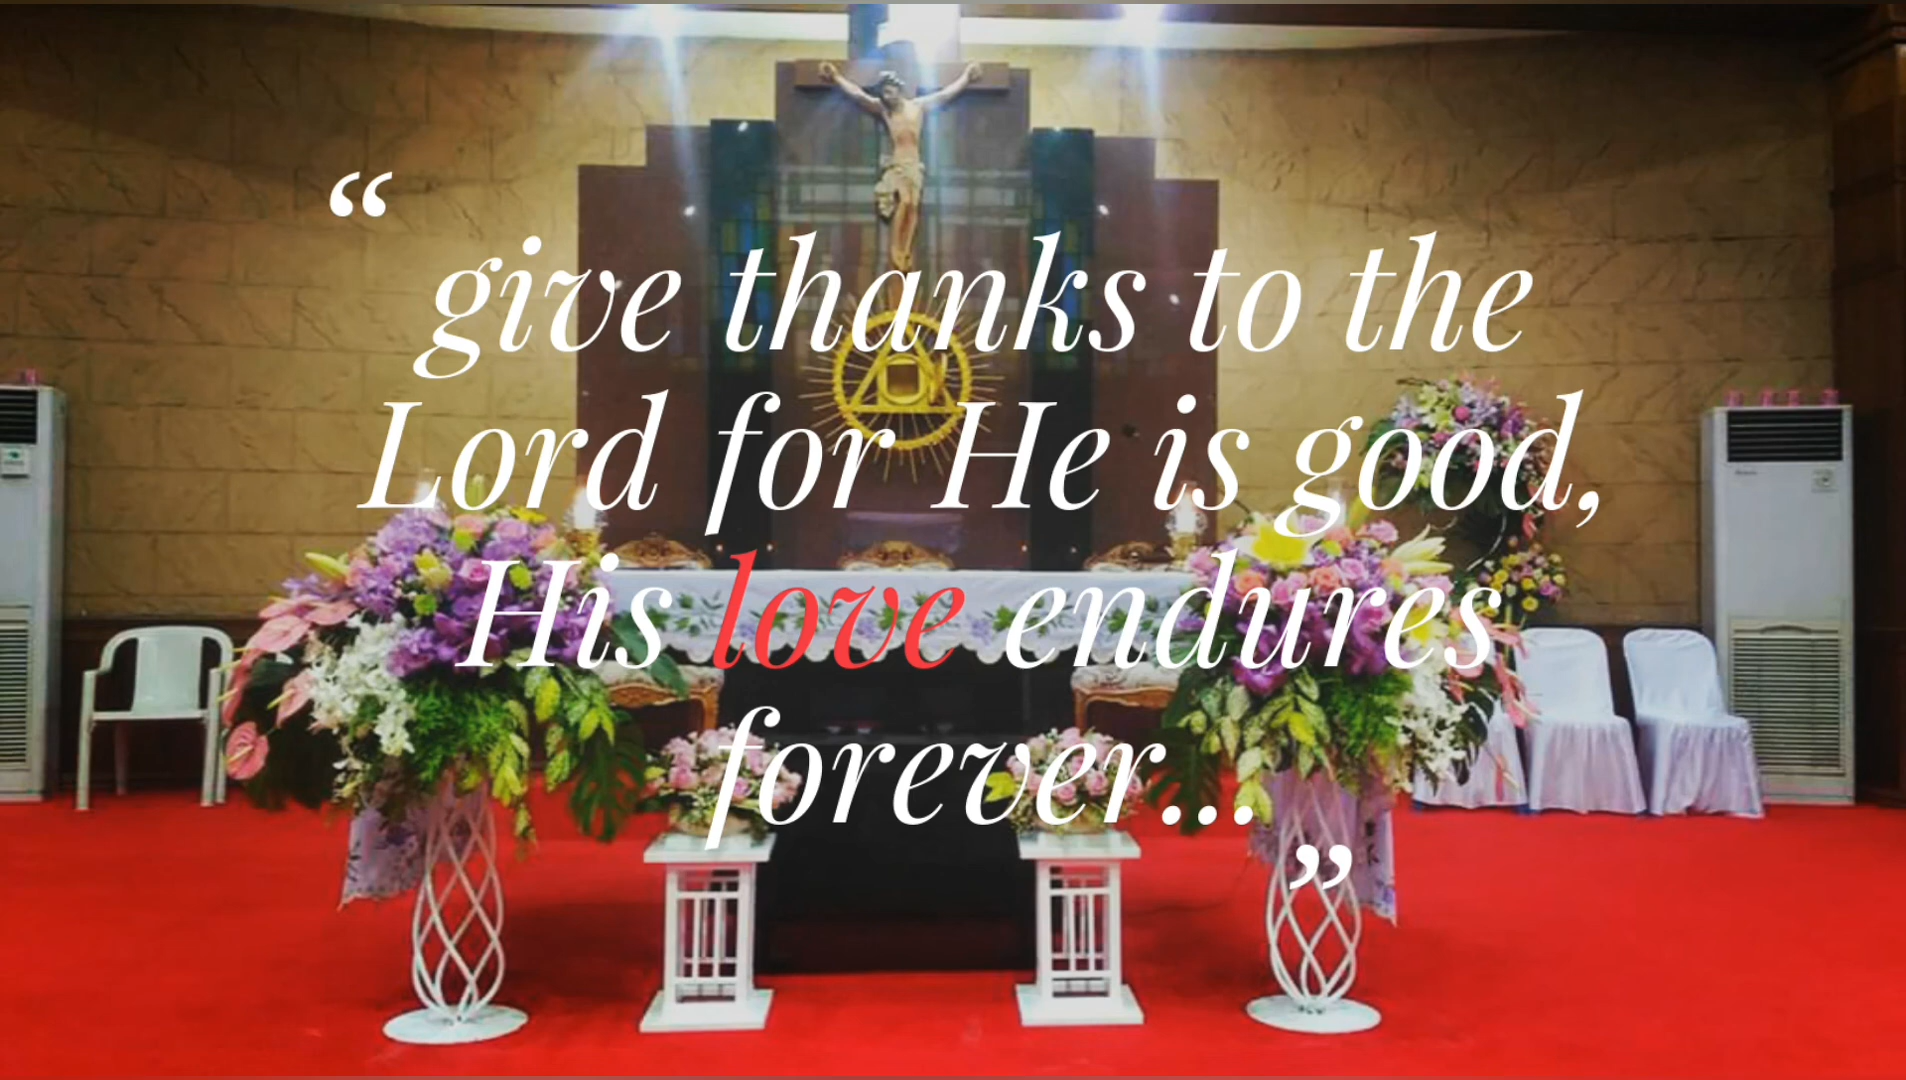 “
give thanks to the
Lord for He is good,
His love endures
forever...
”